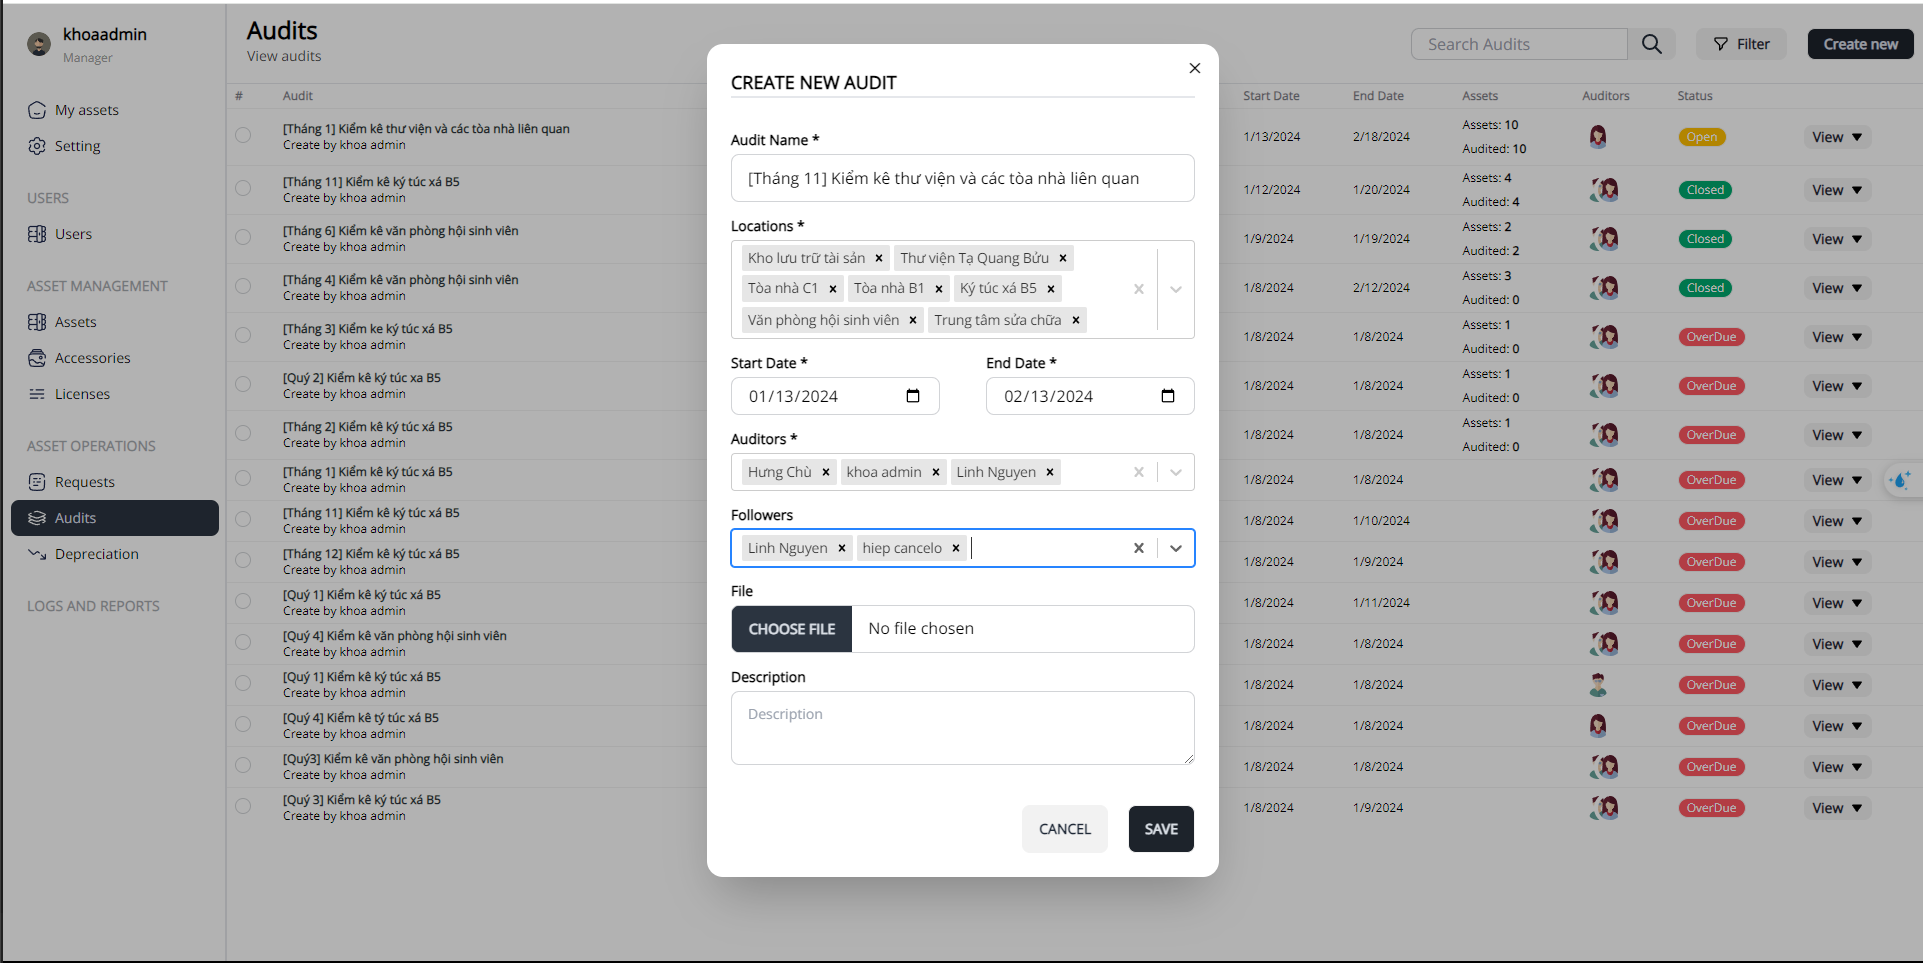 khoaadmin
Manager
My assets
Setting
USERS
Users
ASSET MANAGEMENT
Assets
Accessories
Licenses
ASSET OPERATIONS
Requests
Audits
Depreciation
LOGS AND REPORTS
Audits
View audits
Search Audits
Filter
Create new
# Audit Start Date End Date Assets Auditors Status
[Tháng 1] Kiểm kê thư viện và các tòa nhà liên quan
Create by khoa admin
1/13/2024 2/18/2024 Assets: 10
Audited: 10
Open View
[Tháng 11] Kiểm kê ký túc xá B5
Create by khoa admin
1/12/2024 1/20/2024 Assets: 4
Audited: 4
Closed View
[Tháng 6] Kiểm kê văn phòng hội sinh viên
Create by khoa admin
1/9/2024 1/19/2024 Assets: 2
Audited: 2
Closed View
[Tháng 4] Kiểm kê văn phòng hội sinh viên
Create by khoa admin
1/8/2024 2/12/2024 Assets: 3
Audited: 0
Closed View
[Tháng 3] Kiểm ke ký túc xá B5
Create by khoa admin
1/8/2024 1/8/2024 Assets: 1
Audited: 0
OverDue View
[Quý 2] Kiểm kê ký túc xa B5
Create by khoa admin
1/8/2024 1/8/2024 Assets: 1
Audited: 0
OverDue View
[Tháng 2] Kiểm kê ký túc xá B5
Create by khoa admin
1/8/2024 1/8/2024 Assets: 1
Audited: 0
OverDue View
[Tháng 1] Kiểm kê ký túc xá B5
Create by khoa admin
1/8/2024 1/8/2024 OverDue View
[Tháng 11] Kiểm kê ký túc xá B5
Create by khoa admin
1/8/2024 1/10/2024 OverDue View
[Tháng 12] Kiểm kê ký túc xá B5
Create by khoa admin
1/8/2024 1/9/2024 OverDue View
[Quý 1] Kiểm kê ký túc xá B5
Create by khoa admin
1/8/2024 1/11/2024 OverDue View
[Quý 4] Kiểm kê văn phòng hội sinh viên
Create by khoa admin
1/8/2024 1/8/2024 OverDue View
[Quý 1] Kiểm kê ký túc xá B5
Create by khoa admin
1/8/2024 1/8/2024 OverDue View
[Quý 4] Kiểm kê tý túc xá B5
Create by khoa admin
1/8/2024 1/8/2024 OverDue View
[Quý3] Kiểm kê văn phòng hội sinh viên
Create by khoa admin
1/8/2024 1/8/2024 OverDue View
[Quý 3] Kiểm kê ký túc xá B5
Create by khoa admin
1/8/2024 1/9/2024 OverDue View
CREATE NEW AUDIT
Audit Name *
[Tháng 11] Kiểm kê thư viện và các tòa nhà liên quan
Locations *
Kho lưu trữ tài sản Thư viện Tạ Quang Bửu
Tòa nhà C1 Tòa nhà B1 Ký túc xá B5
Văn phòng hội sinh viên Trung tâm sửa chữa
Start Date * End Date *
01/13/2024 02/13/2024
Auditors *
Hưng Chù khoa admin Linh Nguyen
Followers
Linh Nguyen hiep cancelo
File
CHOOSE FILE No file chosen
Description
Description
CANCEL SAVE